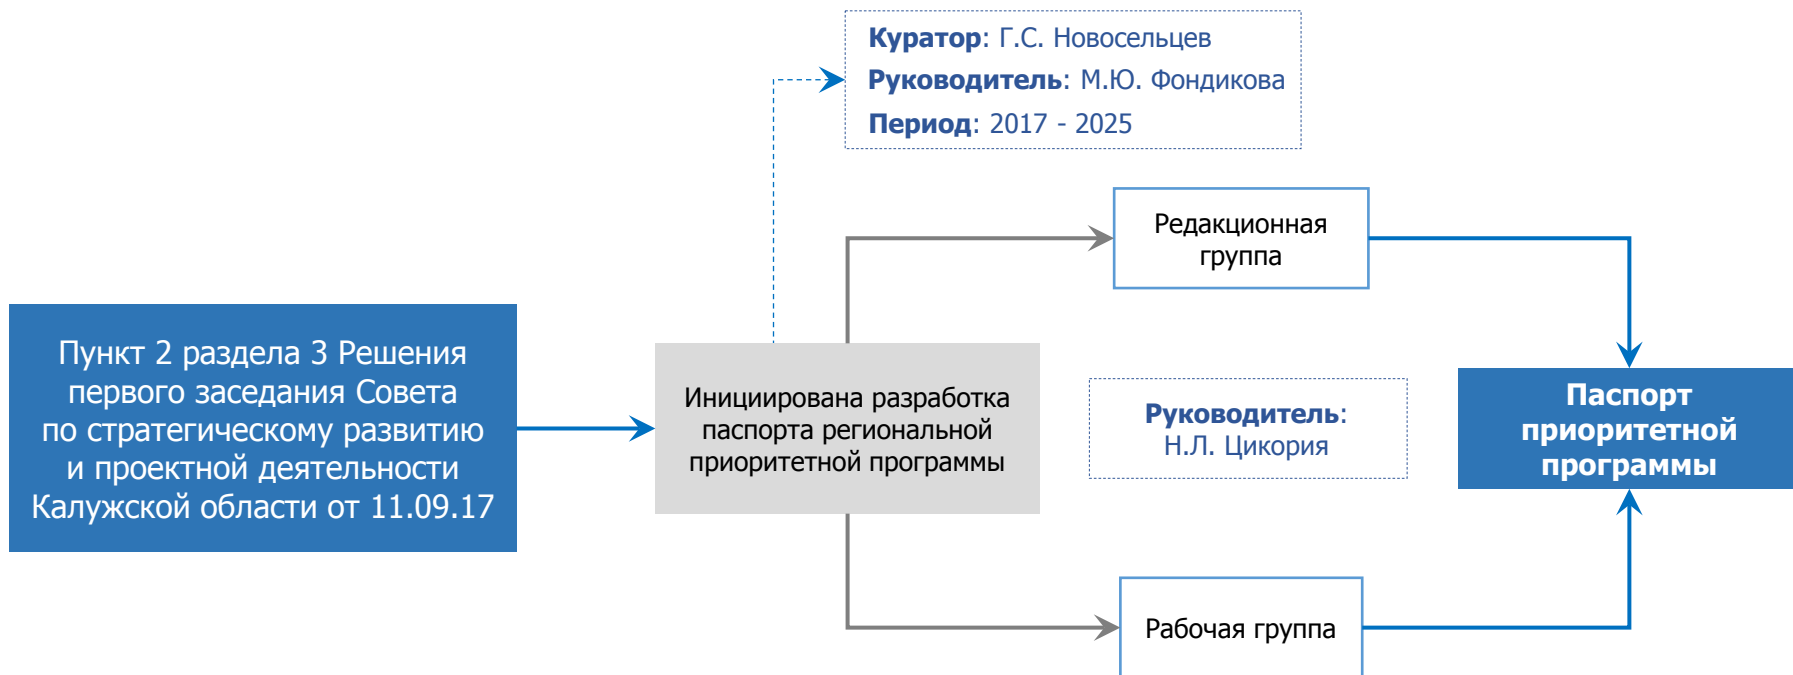 Куратор: Г.С. Новосельцев
Руководитель: М.Ю. Фондикова
Период: 2017 - 2025
Редакционная
группа
Пункт 2 раздела 3 Решения
первого заседания Совета
по стратегическому развитию
и проектной деятельности
Калужской области от 11.09.17
Инициирована разработка
паспорта региональной
приоритетной программы
Руководитель:
Н.Л. Цикория
Паспорт
приоритетной
программы
Рабочая группа